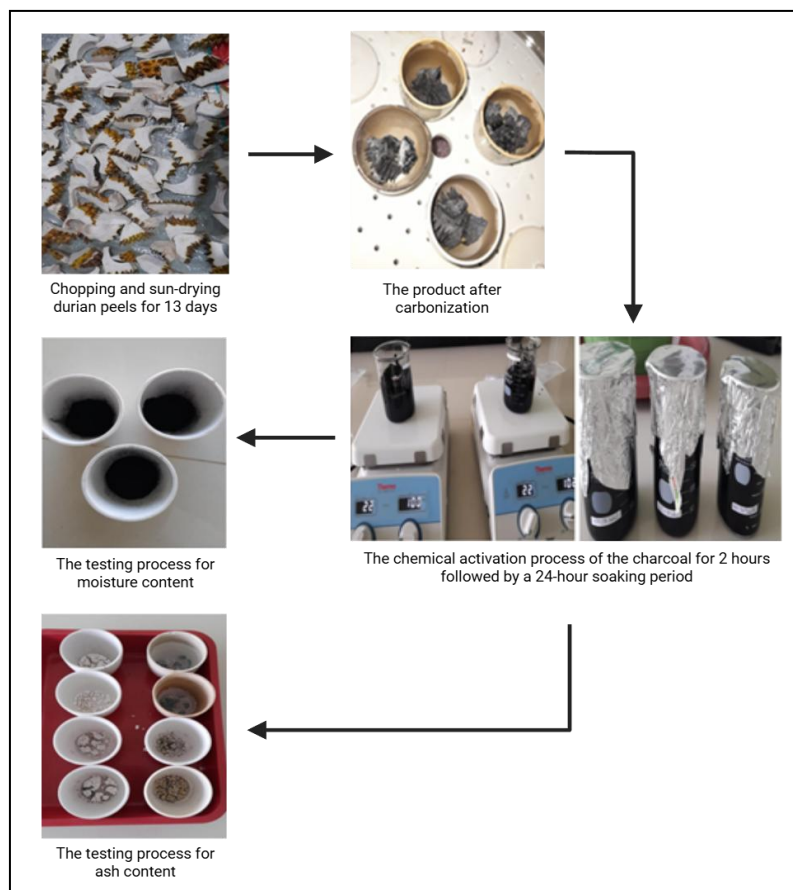 Chopping and sun-drying
durian peels for 13 days
The product after
carbonization
The chemical activation process of the charcoal for 2 hours
followed by a 24-hour soaking period
The testing process for
moisture content
The testing process for
ash content